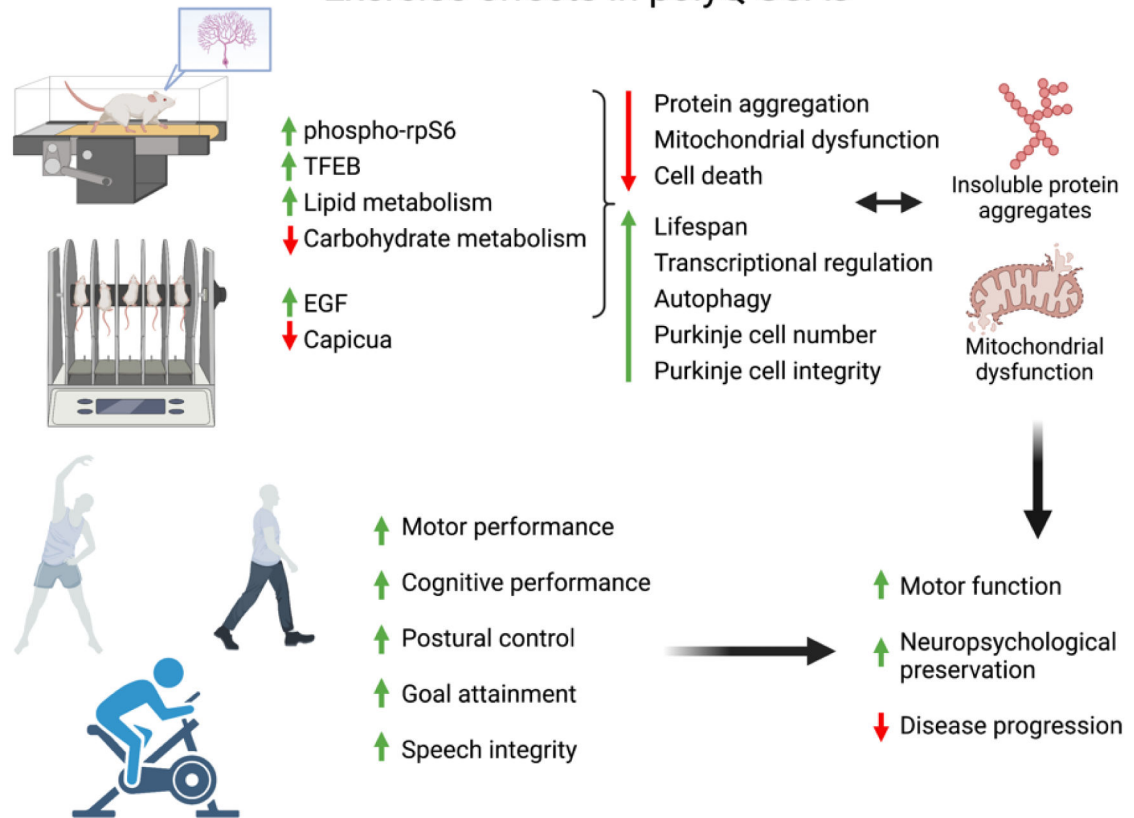 phospho-rpS6
TFEB
Lipid metabolism
Carbohydrate metabolism
EGF
Capicua
Protein aggregation
Mitochondrial dysfunction
Cell death
Lifespan
Transcriptional regulation
Autophagy
Purkinje cell number
Purkinje cell integrity
Insoluble protein
aggregates
Mitochondrial
dysfunction
Motor performance
Cognitive performance
Postural control
Goal attainment
Speech integrity
Motor function
Neuropsychological
preservation
Disease progression